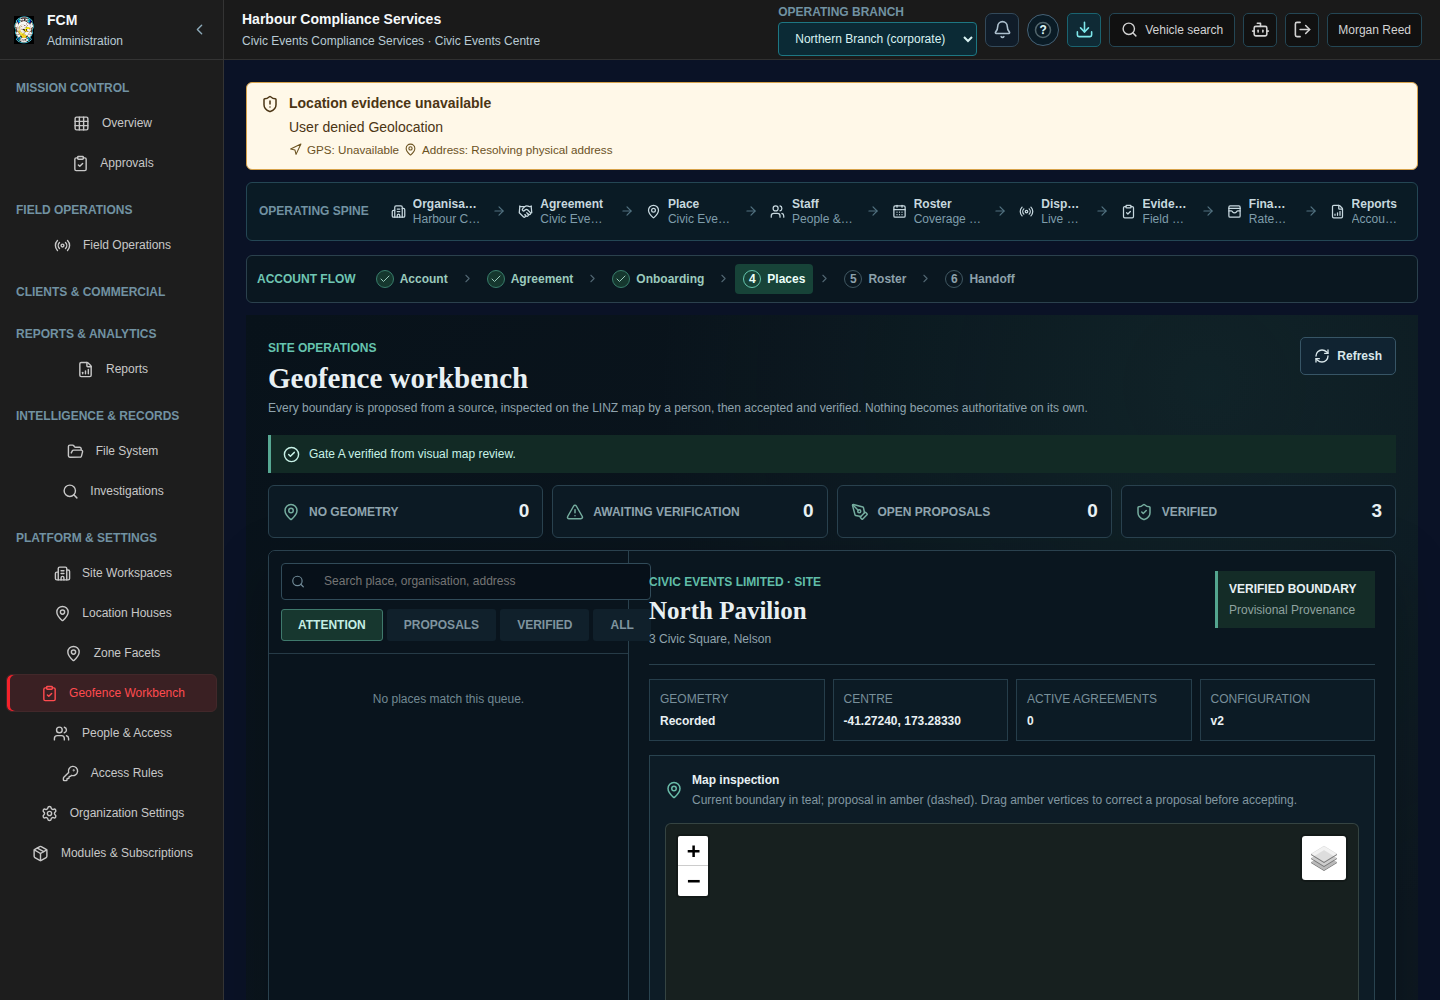 FCM
Administration
MISSION CONTROL
Overview
Approvals
FIELD OPERATIONS
Field Operations
CLIENTS & COMMERCIAL
REPORTS & ANALYTICS
Reports
INTELLIGENCE & RECORDS
File System
Investigations
PLATFORM & SETTINGS
Site Workspaces
Location Houses
Zone Facets
Geofence Workbench
People & Access
Access Rules
Organization Settings
Modules & Subscriptions
Harbour Compliance Services
Civic Events Compliance Services · Civic Events Centre
OPERATING BRANCH
Northern Branch (corporate)
?
Vehicle search
Morgan Reed
Location evidence unavailable
User denied Geolocation
GPS: Unavailable Address: Resolving physical address
OPERATING SPINE
Organisa…
Harbour C…
Agreement
Civic Eve…
Place
Civic Eve…
Staff
People &…
Roster
Coverage …
Disp…
Live …
Evide…
Field …
Fina…
Rate…
Reports
Accou…
ACCOUNT FLOW
Account
Agreement
Onboarding
4 Places
5 Roster
6 Handoff
SITE OPERATIONS
Geofence workbench
Every boundary is proposed from a source, inspected on the LINZ map by a person, then accepted and verified. Nothing becomes authoritative on its own.
Refresh
Gate A verified from visual map review.
NO GEOMETRY 0
AWAITING VERIFICATION 0
OPEN PROPOSALS 0
VERIFIED 3
Search place, organisation, address
ATTENTION PROPOSALS VERIFIED ALL
No places match this queue.
CIVIC EVENTS LIMITED · SITE
North Pavilion
3 Civic Square, Nelson
VERIFIED BOUNDARY
Provisional Provenance
GEOMETRY
Recorded
CENTRE
-41.27240, 173.28330
ACTIVE AGREEMENTS
0
CONFIGURATION
v2
Map inspection
Current boundary in teal; proposal in amber (dashed). Drag amber vertices to correct a proposal before accepting.
+
−